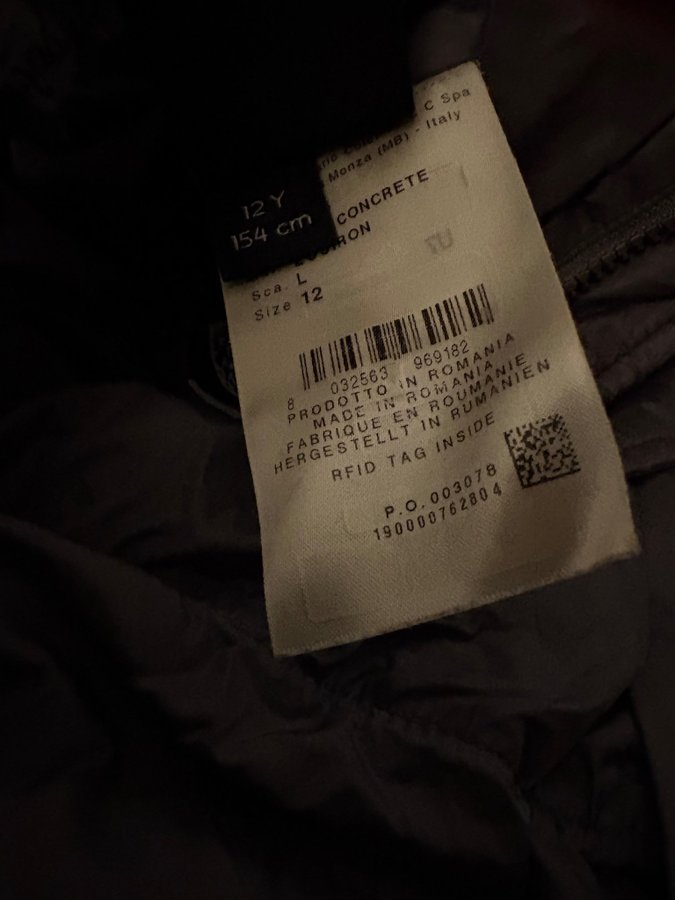 C Spa
Monza (MB) - Italy
12 Y
154 cm
CONCRETE
Sca. L
Size 12
8 032563 969182
PRODOTTO IN ROMANIA
MADE IN ROMANIA
FABRIQUE EN ROUMANIE
HERGESTELLT IN RUMANIEN
RFID TAG INSIDE
P.O. 003078
190000762804